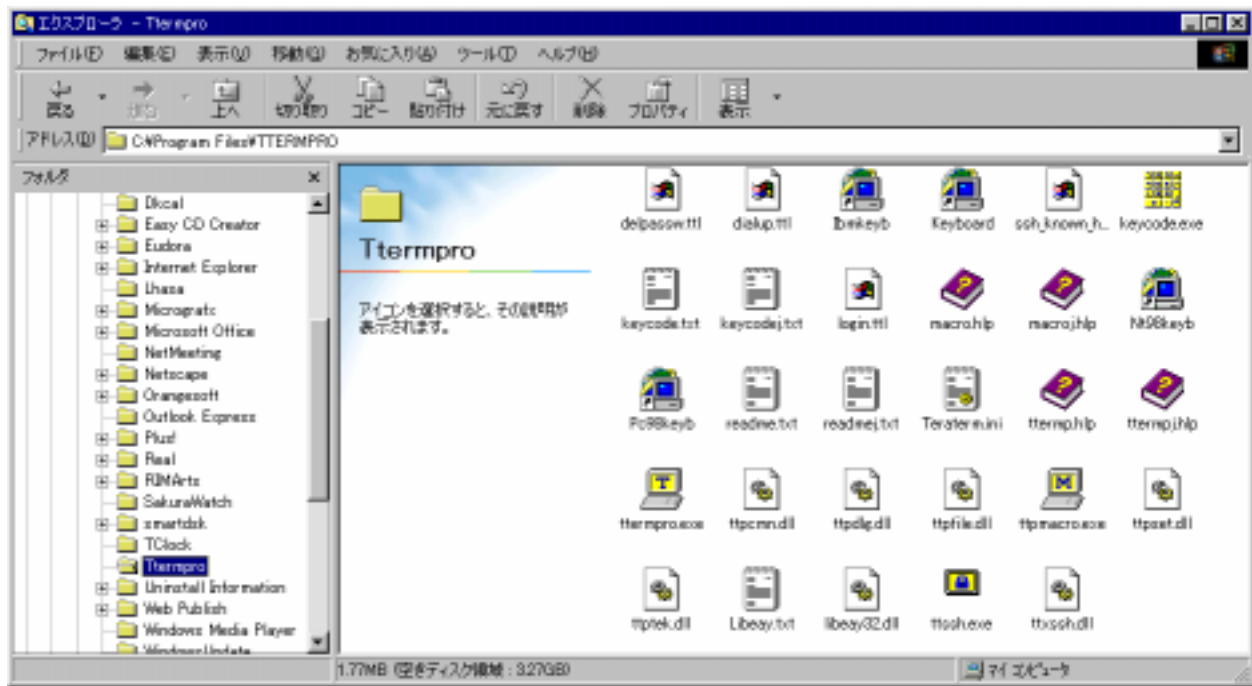 エクスプローラ - Ttermpro
ファイル(F) 編集(E) 表示(V) 移動(G) お気に入り(A) ツール(T) ヘルプ(H)
戻る 進む 上へ 切り取り コピー 貼り付け 元に戻す 削除 プロパティ 表示
アドレス(D) C:¥Program Files¥TTERMPRO
フォルダ ×
Dkcal
Easy CD Creator
Eudora
Internet Explorer
Lhasa
Micrografx
Microsoft Office
NetMeeting
Netscape
Orangesoft
Outlook Express
Plus!
Real
RIMArts
SakuraWatch
smartdsk
TClock
Ttermpro
Uninstall Information
Web Publish
Windows Media Player
WindowsUpdate
Ttermpro
アイコンを選択すると、その説明が
表示されます。
delpassw.ttl dialup.ttl Ibmkeyb Keyboard ssh_known_h... keycode.exe
keycode.txt keycodej.txt login.ttl macro.hlp macroj.hlp Nt98keyb
Pc98keyb readme.txt readmej.txt Teraterm.ini ttermp.hlp ttermpj.hlp
ttermpro.exe ttpcmn.dll ttpdlg.dll ttpfile.dll ttpmacro.exe ttpset.dll
ttptek.dll Libeay.txt libeay32.dll ttssh.exe ttxssh.dll
1.77MB (空きディスク領域 : 3.27GB) マイ コンピュータ